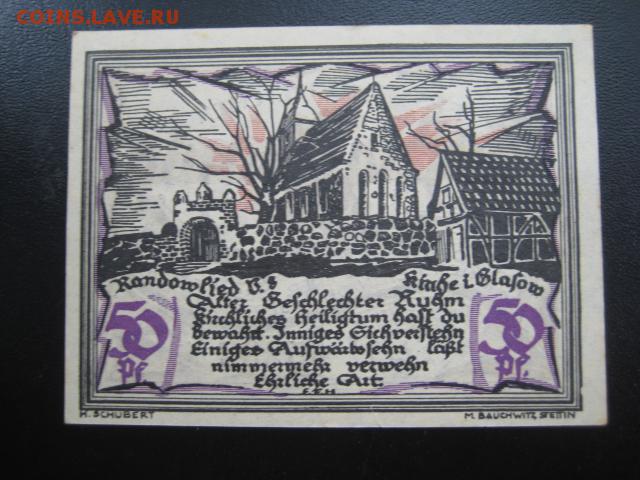 COINS.LAVE.RU
Randowlied V. 8 Kirche i. Glasow
Alter Geschlechter Ruhm
Kirchliches Heiligtum hast du
bewahrt. Inniges Sichverstehn
Einiges Aufwärtssehn laßt
nimmermehr verwehn
Ehrliche Art.
E.E.H.
50 Pf.
50 Pf.
H. SCHUBERT M. BAUCHWITZ, STETTIN